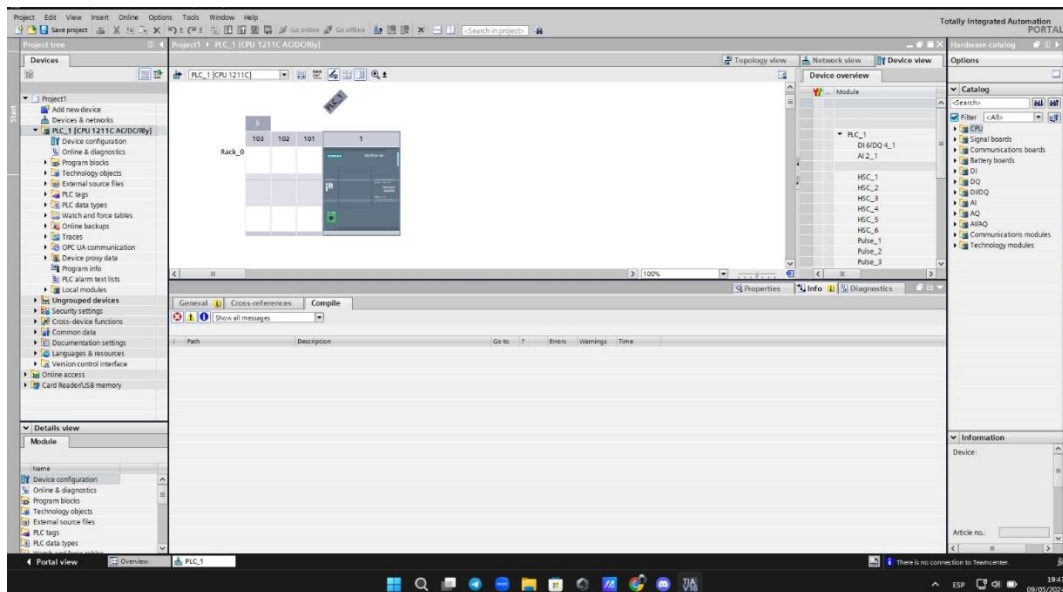 Project Edit View Insert Online Options Tools Window Help
Totally Integrated Automation
PORTAL
Save project Go online Go offline <Search in project>
Project tree
Project1 PLC_1 [CPU 1211C AC/DC/Rly]
Hardware catalog
Devices
Topology view Network view Device view
Options
PLC_1 [CPU 1211C]
Device overview
Module
Catalog
<Search>
Filter <All>
Project1
Add new device
Devices & networks
PLC_1 [CPU 1211C AC/DC/Rly]
Device configuration
Online & diagnostics
Program blocks
Technology objects
External source files
PLC tags
PLC data types
Watch and force tables
Online backups
Traces
OPC UA communication
Device proxy data
Program info
PLC alarm text lists
Local modules
Ungrouped devices
Security settings
Cross-device functions
Common data
Documentation settings
Languages & resources
Version control interface
Online access
Card Reader/USB memory
Start
PLC_1
103 102 101 1
Rack_0
100%
PLC_1
DI 6/DQ 4_1
AI 2_1
HSC_1
HSC_2
HSC_3
HSC_4
HSC_5
HSC_6
Pulse_1
Pulse_2
Pulse_3
CPU
Signal boards
Communications boards
Battery boards
DI
DQ
DI/DQ
AI
AQ
AI/AQ
Communications modules
Technology modules
Properties Info Diagnostics
General Cross-references Compile
Show all messages
! Path Description Go to ? Errors Warnings Time
Details view
Module
Name
Device configuration
Online & diagnostics
Program blocks
Technology objects
External source files
PLC tags
PLC data types
Watch and force tables
Information
Device:
Article no.:
Portal view Overview PLC_1
There is no connection to Teamcenter.
ESP
19:47
09/05/2024